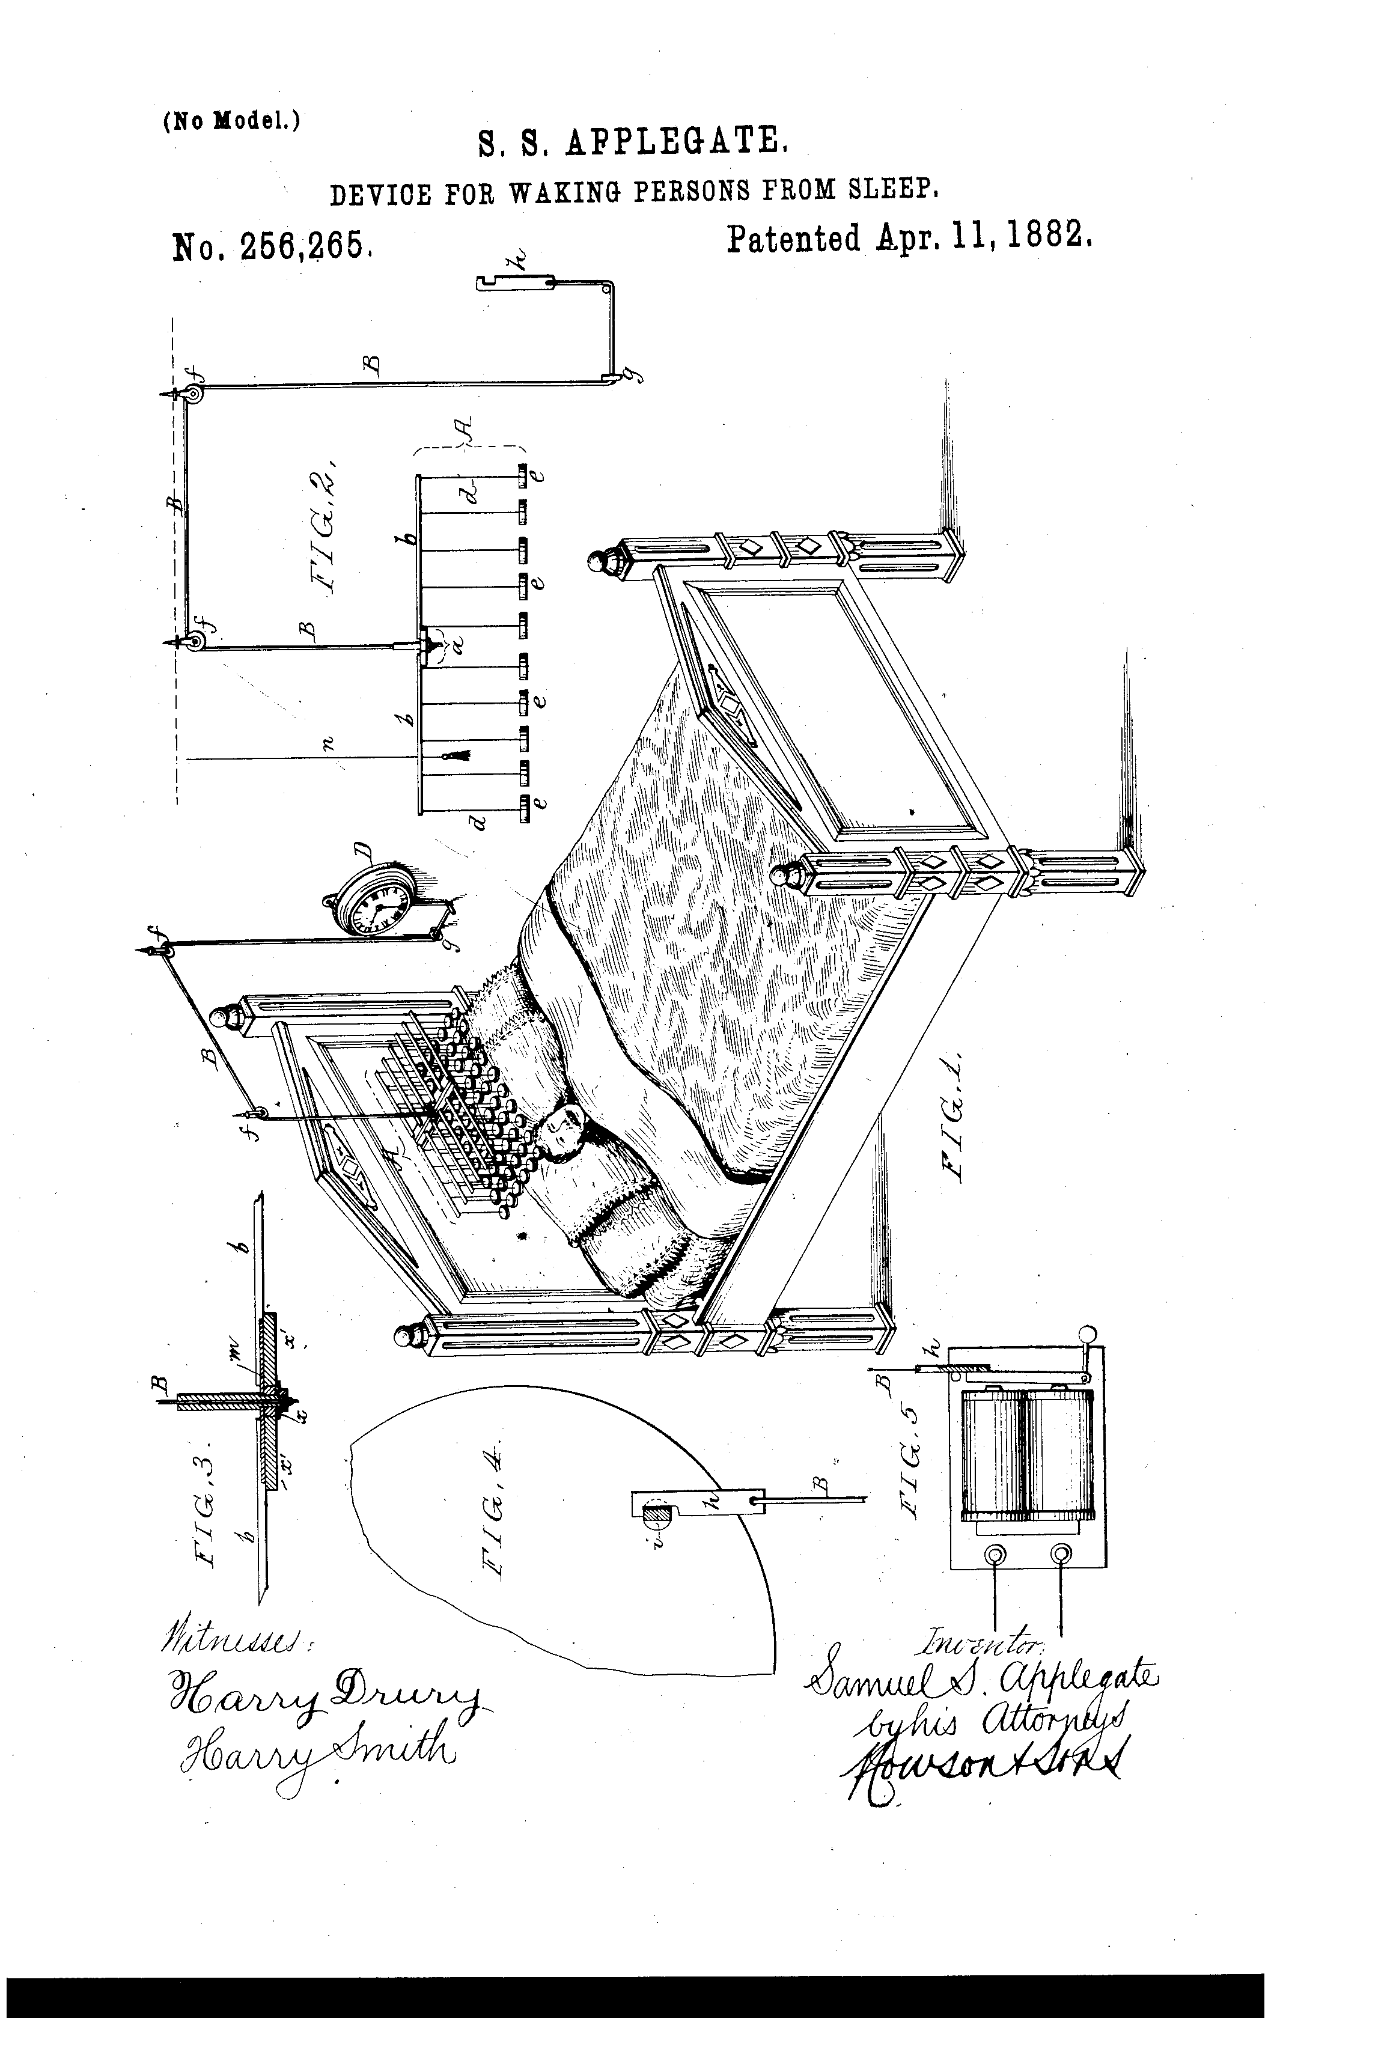 (No Model.)
S. S. APPLEGATE.
DEVICE FOR WAKING PERSONS FROM SLEEP.
No. 256,265.
Patented Apr. 11, 1882.
h
B
f
g
A
B
FIG. 2.
d
e
b
e
f
B
a
b
e
n
d
e
D
f
g
B
f
A
FIG. 1.
b
m
x'
B
x
x'
b
FIG. 3.
FIG. 4.
h
B
i
h
B
FIG. 5
Witnesses:
Harry Drury
Harry Smith
Inventor:
Samuel S. Applegate
by his Attorneys
Howson & Sons